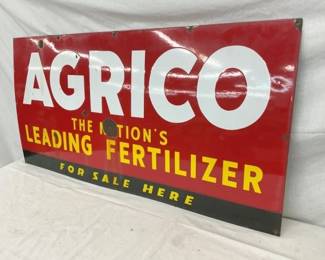 AGRICO
THE NATION'S
LEADING FERTILIZER
FOR SALE HERE